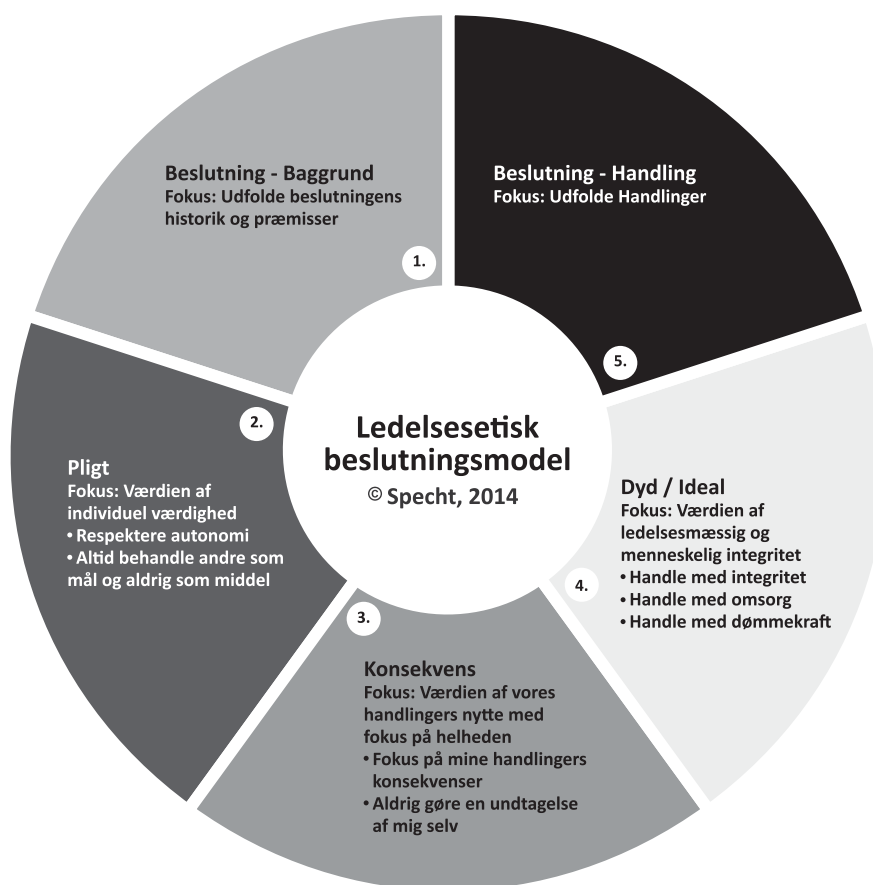 Beslutning - Baggrund
Fokus: Udfolde beslutningens
historik og præmisser
1.
Beslutning - Handling
Fokus: Udfolde Handlinger
5.
Ledelsesetisk
beslutningsmodel
© Specht, 2014
2.
Pligt
Fokus: Værdien af
individuel værdighed
• Respektere autonomi
• Altid behandle andre som
mål og aldrig som middel
3.
Konsekvens
Fokus: Værdien af vores
handlingers nytte med
fokus på helheden
• Fokus på mine handlingers
konsekvenser
• Aldrig gøre en undtagelse
af mig selv
Dyd / Ideal
Fokus: Værdien af
ledelsesmæssig og
menneskelig integritet
• Handle med integritet
• Handle med omsorg
• Handle med dømmekraft
4.